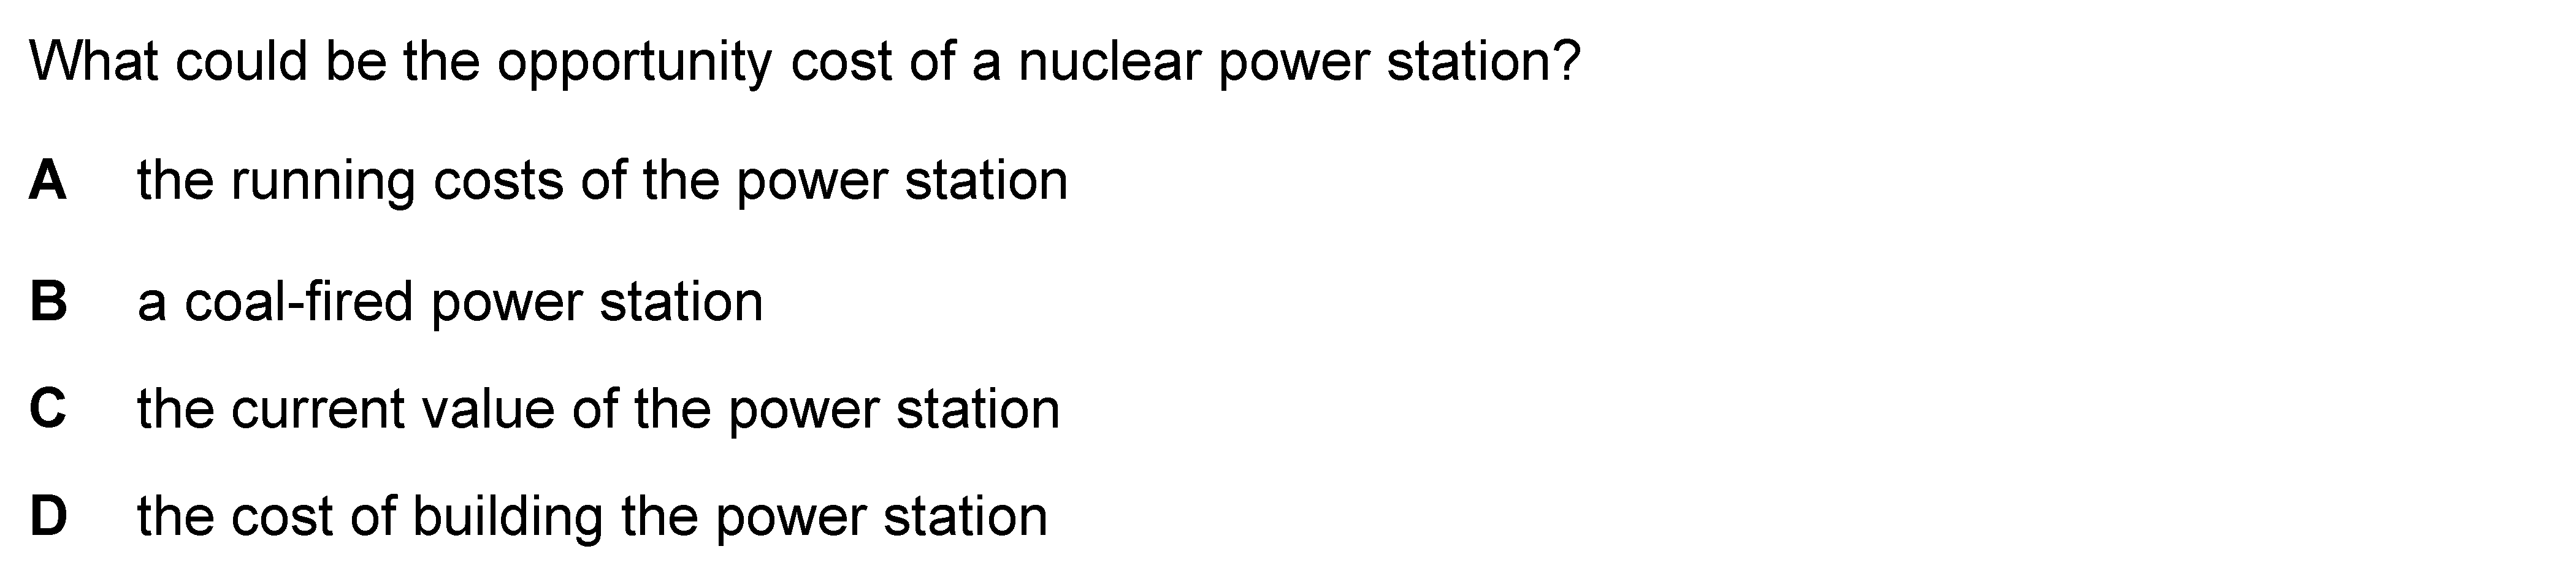 What could be the opportunity cost of a nuclear power station?
A the running costs of the power station
B a coal-fired power station
C the current value of the power station
D the cost of building the power station